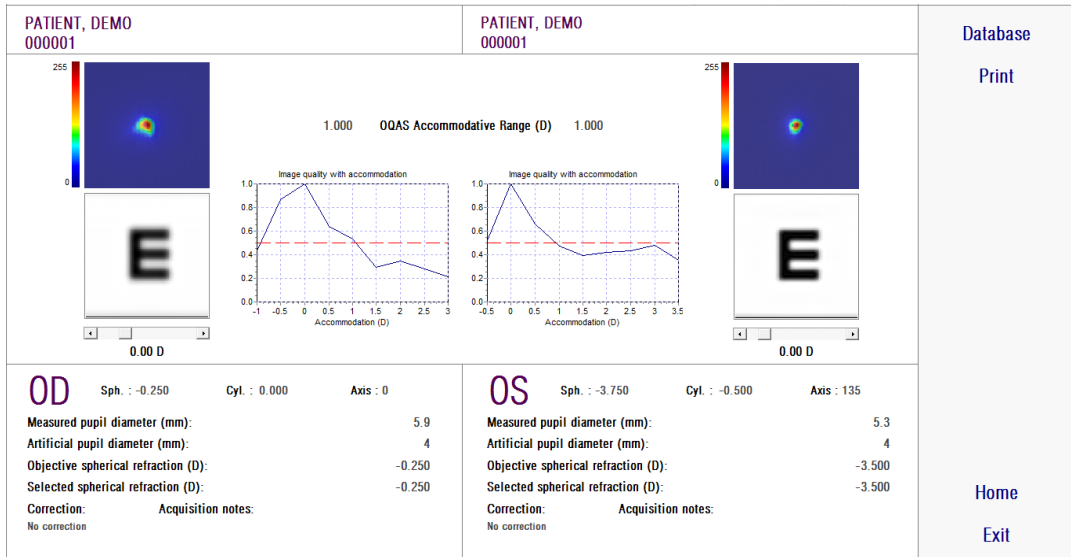 PATIENT, DEMO
000001
PATIENT, DEMO
000001
Database
Print
255
0
1.000 OQAS Accommodative Range (D) 1.000
255
0
Image quality with accommodation
1.0
0.8
0.6
0.4
0.2
0.0
-1 -0.5 0 0.5 1 1.5 2 2.5 3
Accommodation (D)
Image quality with accommodation
1.0
0.8
0.6
0.4
0.2
0.0
-0.5 0 0.5 1 1.5 2 2.5 3 3.5
Accommodation (D)
E
E
0.00 D
0.00 D
OD Sph. : -0.250 Cyl. : 0.000 Axis : 0
Measured pupil diameter (mm): 5.9
Artificial pupil diameter (mm): 4
Objective spherical refraction (D): -0.250
Selected spherical refraction (D): -0.250
Correction: Acquisition notes:
No correction
OS Sph. : -3.750 Cyl. : -0.500 Axis : 135
Measured pupil diameter (mm): 5.3
Artificial pupil diameter (mm): 4
Objective spherical refraction (D): -3.500
Selected spherical refraction (D): -3.500
Correction: Acquisition notes:
No correction
Home
Exit